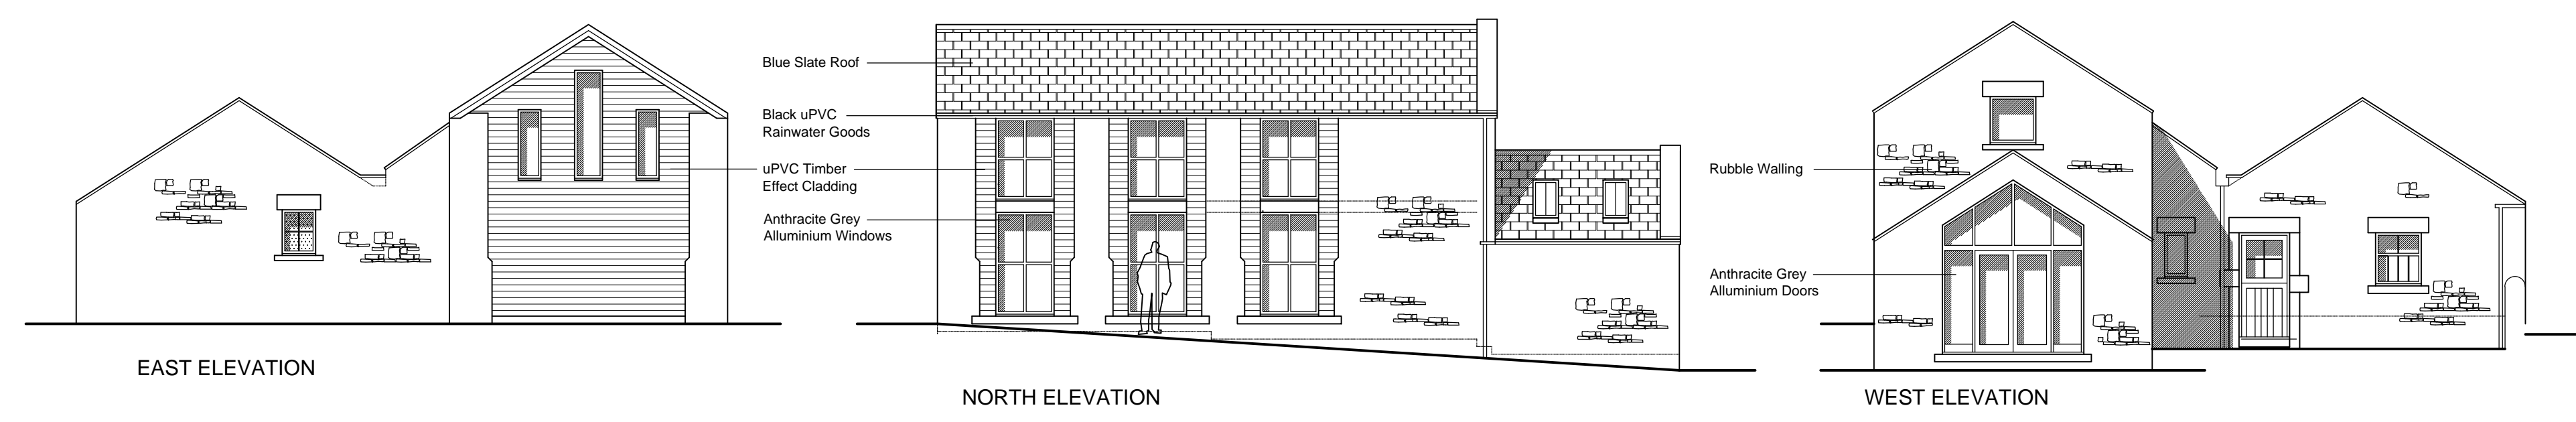 Blue Slate Roof
Black uPVC
Rainwater Goods
uPVC Timber
Effect Cladding
Anthracite Grey
Alluminium Windows
Rubble Walling
Anthracite Grey
Alluminium Doors
EAST ELEVATION
NORTH ELEVATION
WEST ELEVATION